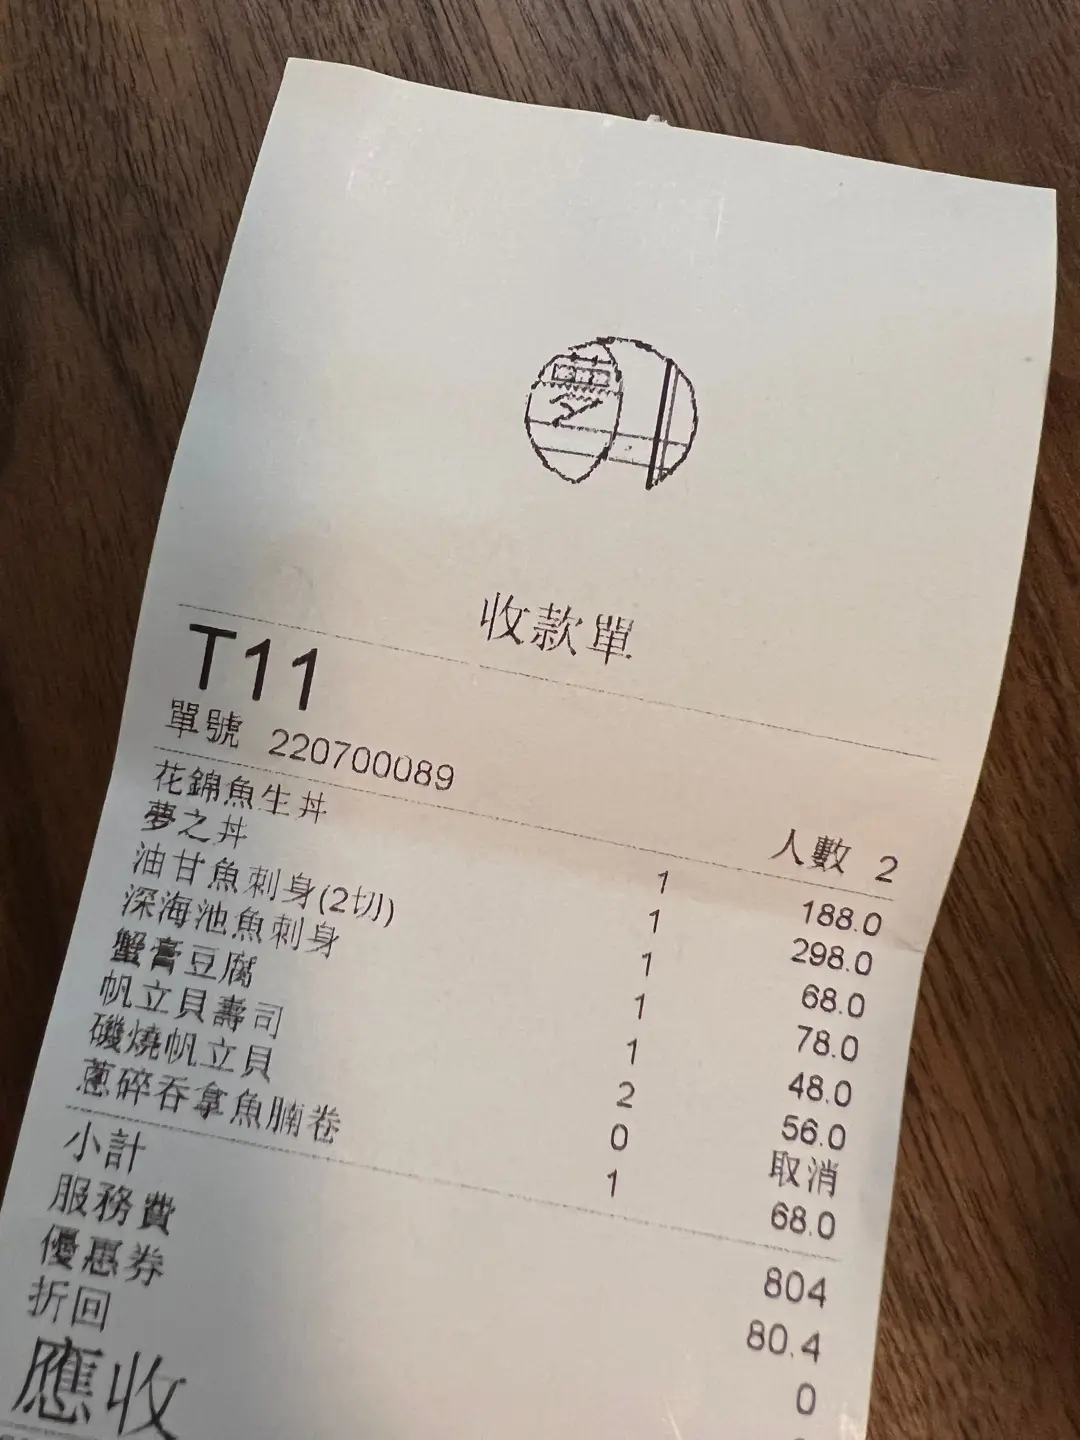 收款單
T11
單號 220700089 人數 2
花錦魚生丼 1 188.0
夢之丼 1 298.0
油甘魚刺身(2切) 1 68.0
深海池魚刺身 1 78.0
蟹膏豆腐 1 48.0
帆立貝壽司 2 56.0
磯燒帆立貝 0 取消
蔥碎吞拿魚腩卷 1 68.0
小計 804
服務費 80.4
優惠券 0
折回
應收